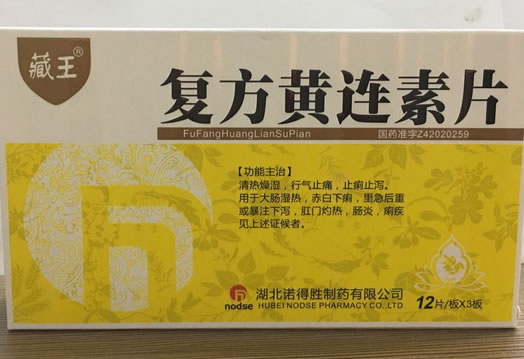 藏王®
复方黄连素片
FuFangHuangLianSuPian
国药准字Z42020259
【功能主治】
清热燥湿，行气止痛，止痢止泻。
用于大肠湿热，赤白下痢，里急后重
或暴注下泻，肛门灼热，肠炎，痢疾
见上述证候者。
nodse
湖北诺得胜制药有限公司
HUBEI NODSE PHARMACY CO.,LTD
12片/板X3板